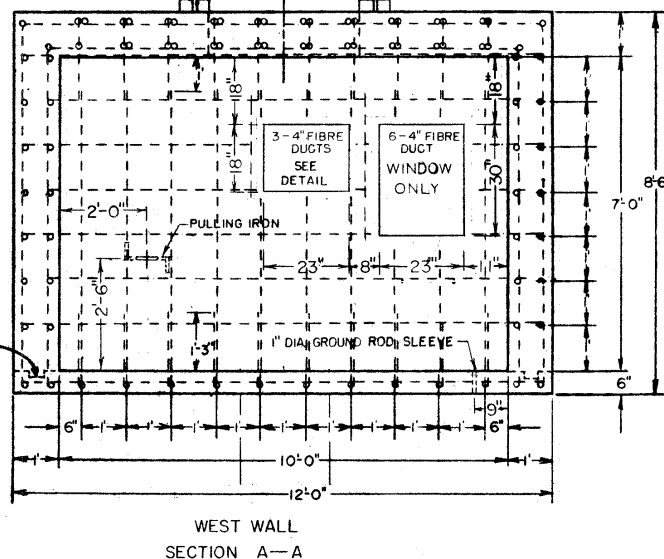 18"
18"
3-4" FIBRE
DUCTS
SEE
DETAIL
6-4" FIBRE
DUCT
WINDOW
ONLY
18"
30"
7'-0"
8'-6
2'-0"
PULLING IRON
2'-6"
23"
8"
23"
11"
1'-3"
1" DIA. GROUND ROD SLEEVE
6"
9"
6"
1'
1'
1'
1'
1'
1'
1'
1'
1'
6"
1'
10'-0"
1'
12'-0"
WEST WALL
SECTION A-A